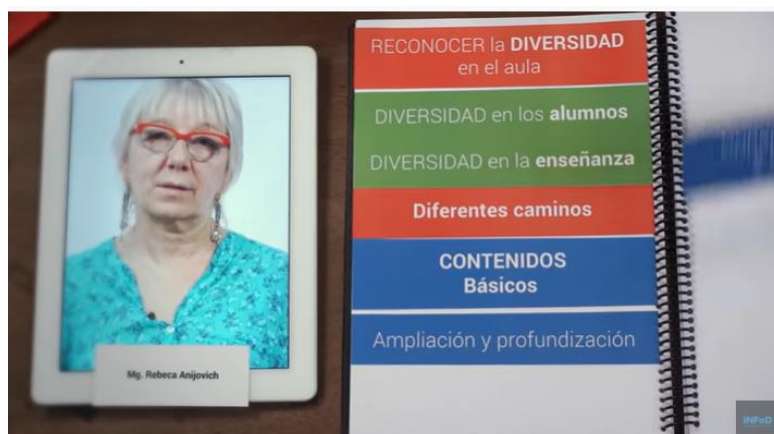 Mg. Rebeca Anijovich
RECONOCER la DIVERSIDAD
en el aula
DIVERSIDAD en los alumnos
DIVERSIDAD en la enseñanza
Diferentes caminos
CONTENIDOS
Básicos
Ampliación y profundización
INFoD